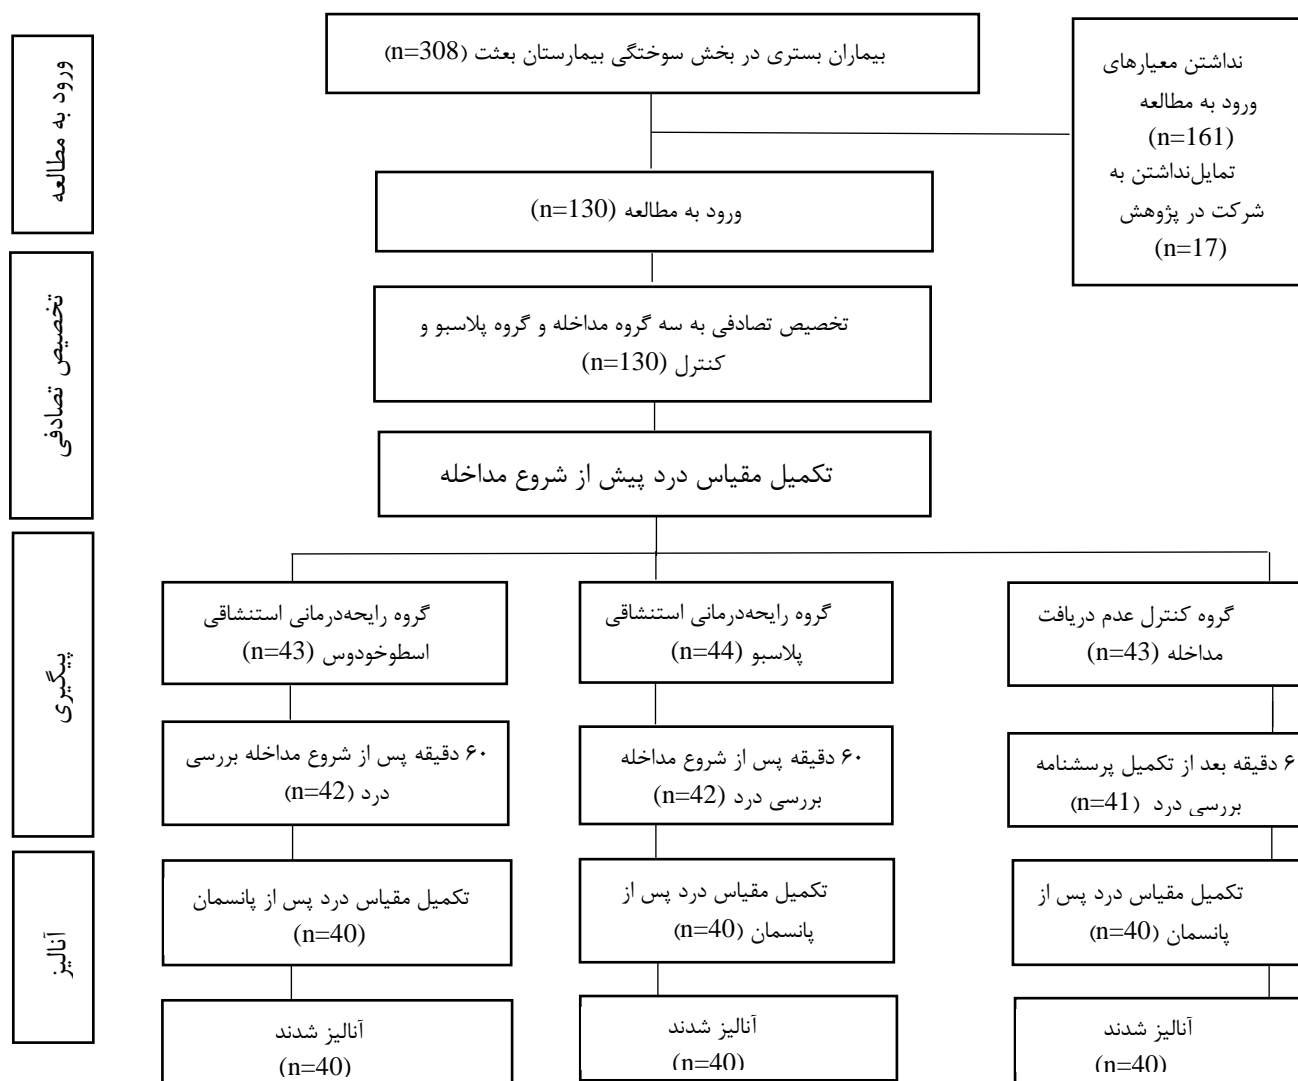 بیماران بستری در بخش سوختگی بیمارستان بعثت (n=308)
نداشتن معیارهای
ورود به مطالعه
(n=161)
تمایل‌نداشتن به
شرکت در پژوهش
(n=17)
ورود به مطالعه
ورود به مطالعه (n=130)
تخصیص تصادفی
تخصیص تصادفی به سه گروه مداخله و گروه پلاسبو و
کنترل (n=130)
تکمیل مقیاس درد پیش از شروع مداخله
پیگیری
گروه کنترل عدم دریافت
مداخله (n=43)
گروه رایحه‌درمانی استنشاقی
پلاسبو (n=44)
گروه رایحه‌درمانی استنشاقی
اسطوخودوس (n=43)
۶ دقیقه بعد از تکمیل پرسشنامه
بررسی درد (n=41)
۶۰ دقیقه پس از شروع مداخله
بررسی درد (n=42)
۶۰ دقیقه پس از شروع مداخله بررسی
درد (n=42)
آنالیز
تکمیل مقیاس درد پس از
پانسمان (n=40)
تکمیل مقیاس درد پس از
پانسمان (n=40)
تکمیل مقیاس درد پس از پانسمان
(n=40)
آنالیز شدند
(n=40)
آنالیز شدند
(n=40)
آنالیز شدند
(n=40)